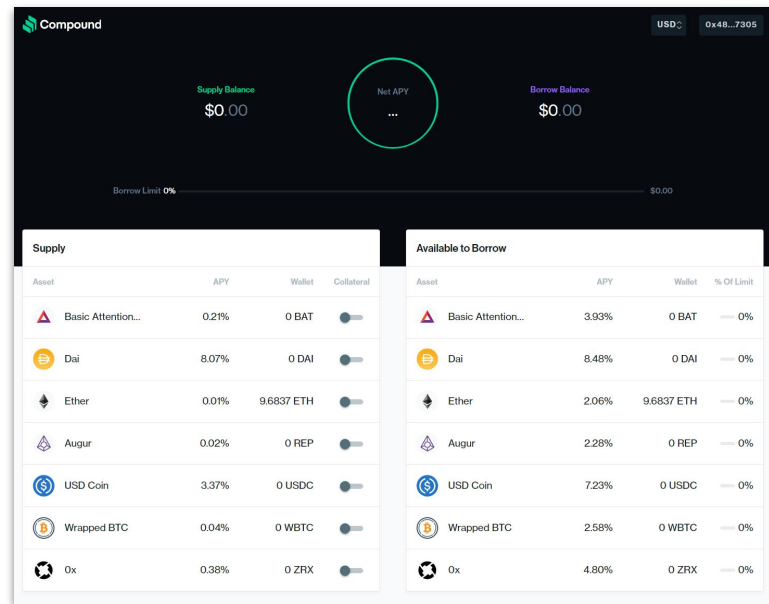 Compound
USD
0x48...7305
Supply Balance
$0.00
Net APY
...
Borrow Balance
$0.00
Borrow Limit 0%
$0.00
Supply
Asset APY Wallet Collateral
Basic Attention... 0.21% 0 BAT
Dai 8.07% 0 DAI
Ether 0.01% 9.6837 ETH
Augur 0.02% 0 REP
USD Coin 3.37% 0 USDC
Wrapped BTC 0.04% 0 WBTC
0x 0.38% 0 ZRX
Available to Borrow
Asset APY Wallet % Of Limit
Basic Attention... 3.93% 0 BAT 0%
Dai 8.48% 0 DAI 0%
Ether 2.06% 9.6837 ETH 0%
Augur 2.28% 0 REP 0%
USD Coin 7.23% 0 USDC 0%
Wrapped BTC 2.58% 0 WBTC 0%
0x 4.80% 0 ZRX 0%